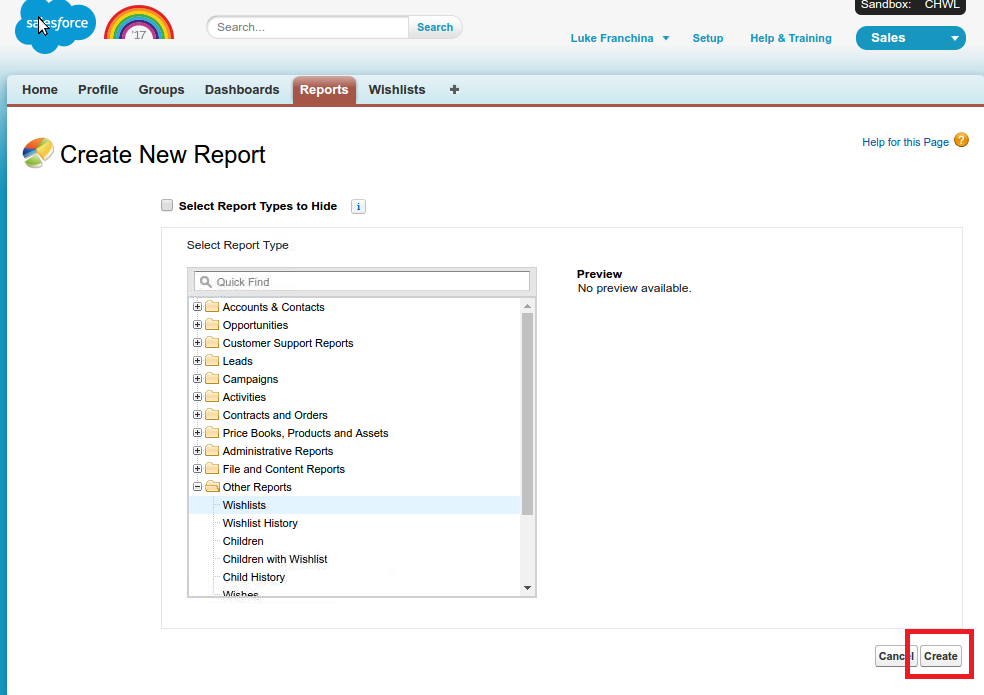 Sandbox: CHWL
salesforce
'17
Search...
Search
Luke Franchina
Setup
Help & Training
Sales
Home
Profile
Groups
Dashboards
Reports
Wishlists
+
Create New Report
Help for this Page ?
Select Report Types to Hide i
Select Report Type
Quick Find
Accounts & Contacts
Opportunities
Customer Support Reports
Leads
Campaigns
Activities
Contracts and Orders
Price Books, Products and Assets
Administrative Reports
File and Content Reports
Other Reports
Wishlists
Wishlist History
Children
Children with Wishlist
Child History
Wishes
Preview
No preview available.
Cancel
Create